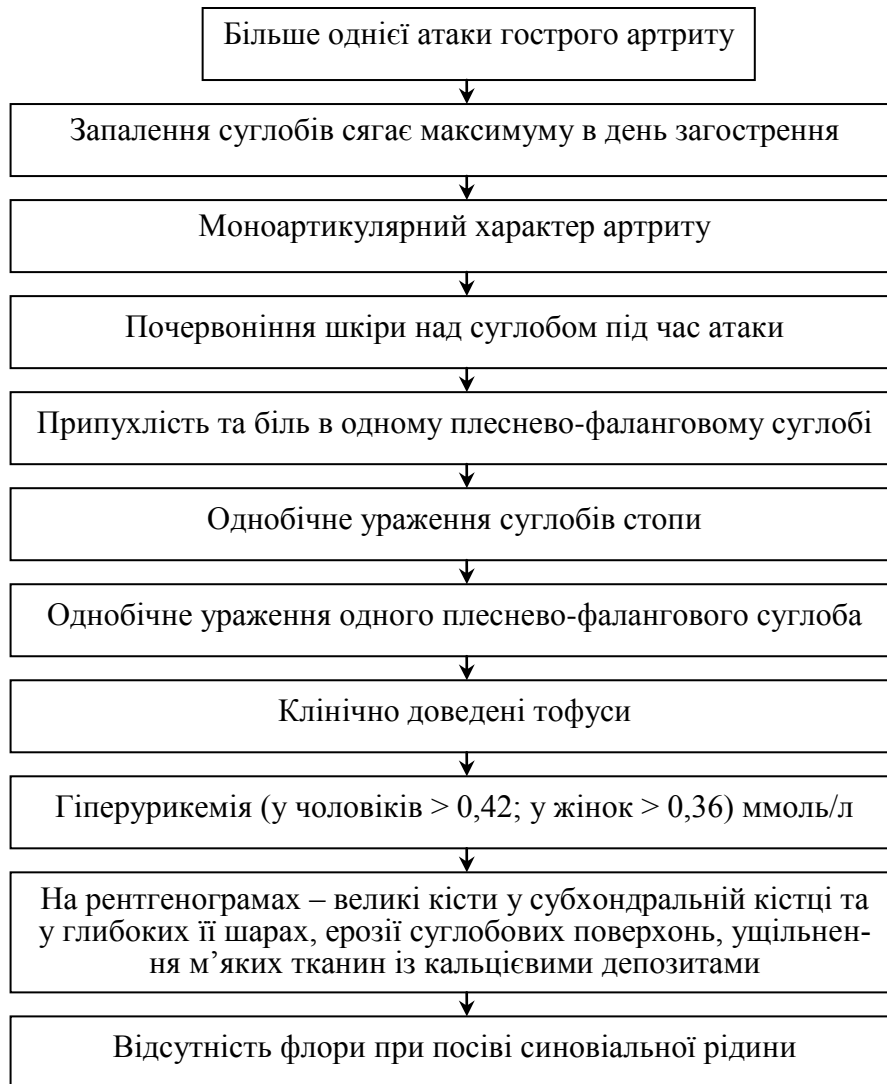 Більше однієї атаки гострого артриту
Запалення суглобів сягає максимуму в день загострення
Моноартикулярний характер артриту
Почервоніння шкіри над суглобом під час атаки
Припухлість та біль в одному плеснево-фаланговому суглобі
Однобічне ураження суглобів стопи
Однобічне ураження одного плеснево-фалангового суглоба
Клінічно доведені тофуси
Гіперурикемія (у чоловіків > 0,42; у жінок > 0,36) ммоль/л
На рентгенограмах – великі кісти у субхондральній кістці та
у глибоких її шарах, ерозії суглобових поверхонь, ущільнен-
ня м’яких тканин із кальцієвими депозитами
Відсутність флори при посіві синовіальної рідини